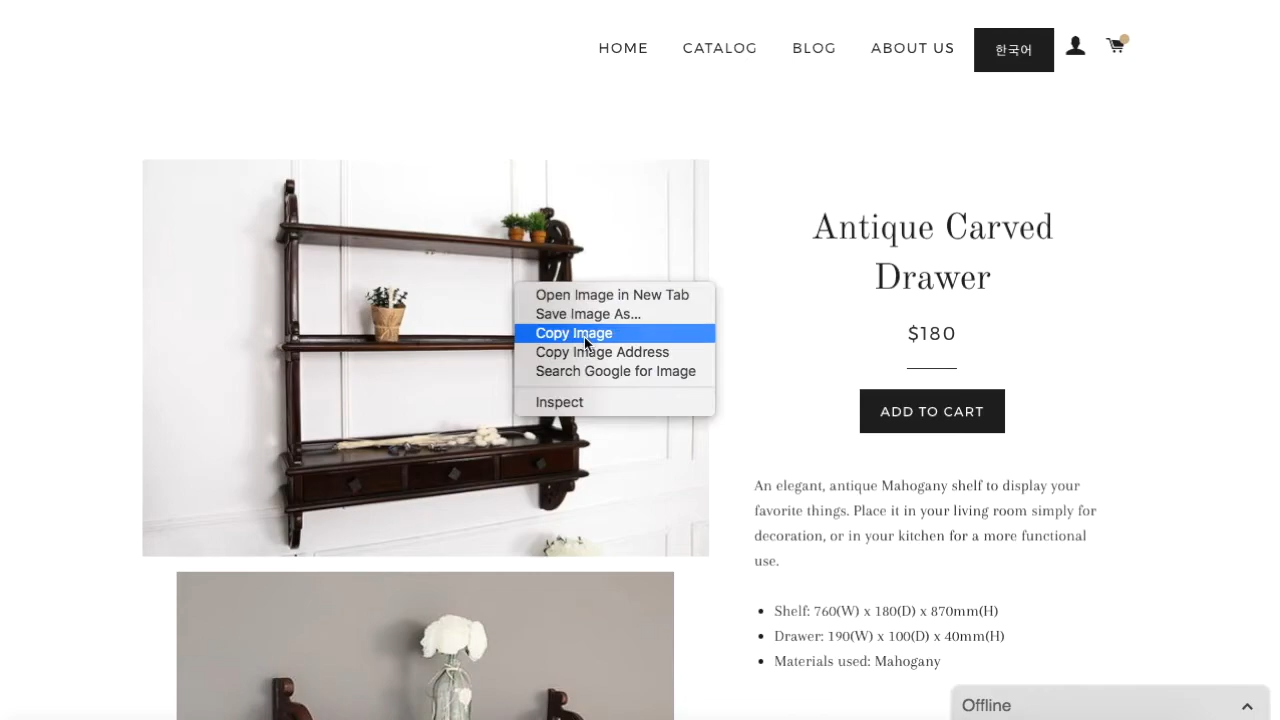 HOME CATALOG BLOG ABOUT US 한국어
Open Image in New Tab
Save Image As...
Copy Image
Copy Image Address
Search Google for Image
Inspect
Antique Carved
Drawer
$180
ADD TO CART
An elegant, antique Mahogany shelf to display your
favorite things. Place it in your living room simply for
decoration, or in your kitchen for a more functional
use.
Shelf: 760(W) x 180(D) x 870mm(H)
Drawer: 190(W) x 100(D) x 40mm(H)
Materials used: Mahogany
Offline